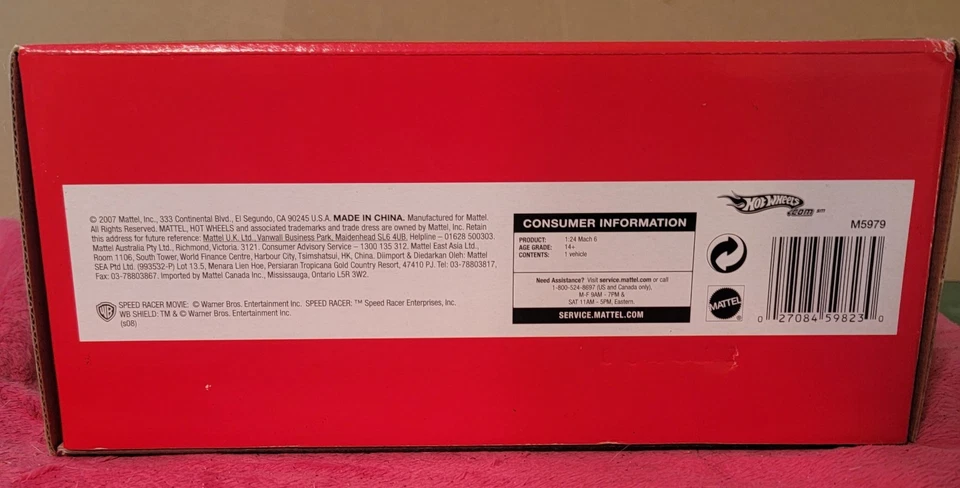 © 2007 Mattel, Inc., 333 Continental Blvd., El Segundo, CA 90245 U.S.A. MADE IN CHINA. Manufactured for Mattel.
All Rights Reserved. MATTEL, HOT WHEELS and associated trademarks and trade dress are owned by Mattel, Inc. Retain
this address for future reference: Mattel U.K. Ltd., Vanwall Business Park, Maidenhead SL6 4UB. Helpline – 01628 500303.
Mattel Australia Pty Ltd., Richmond, Victoria. 3121. Consumer Advisory Service – 1300 135 312. Mattel East Asia Ltd.,
Room 1106, South Tower, World Finance Centre, Harbour City, Tsimshatsui, HK, China. Diimport & Diedarkan Oleh: Mattel
SEA Ptd Ltd. (993532-P) Lot 13.5, Menara Lien Hoe, Persiaran Tropicana Golf Country Resort, 47410 PJ. Tel: 03-78803817,
Fax: 03-78803867. Imported by Mattel Canada Inc., Mississauga, Ontario L5R 3W2.
WB
SPEED RACER MOVIE: © Warner Bros. Entertainment Inc. SPEED RACER: ™ Speed Racer Enterprises, Inc.
WB SHIELD: TM & © Warner Bros. Entertainment Inc.
(s08)
CONSUMER INFORMATION
PRODUCT: 1:24 Mach 6
AGE GRADE: 14+
CONTENTS: 1 vehicle
Need Assistance? Visit service.mattel.com or call
1-800-524-8697 (US and Canada only),
M-F 9AM - 7PM &
SAT 11AM - 5PM, Eastern.
SERVICE.MATTEL.COM
HOT WHEELS
.COM SM
MATTEL ®
M5979
0 27084 59823 0